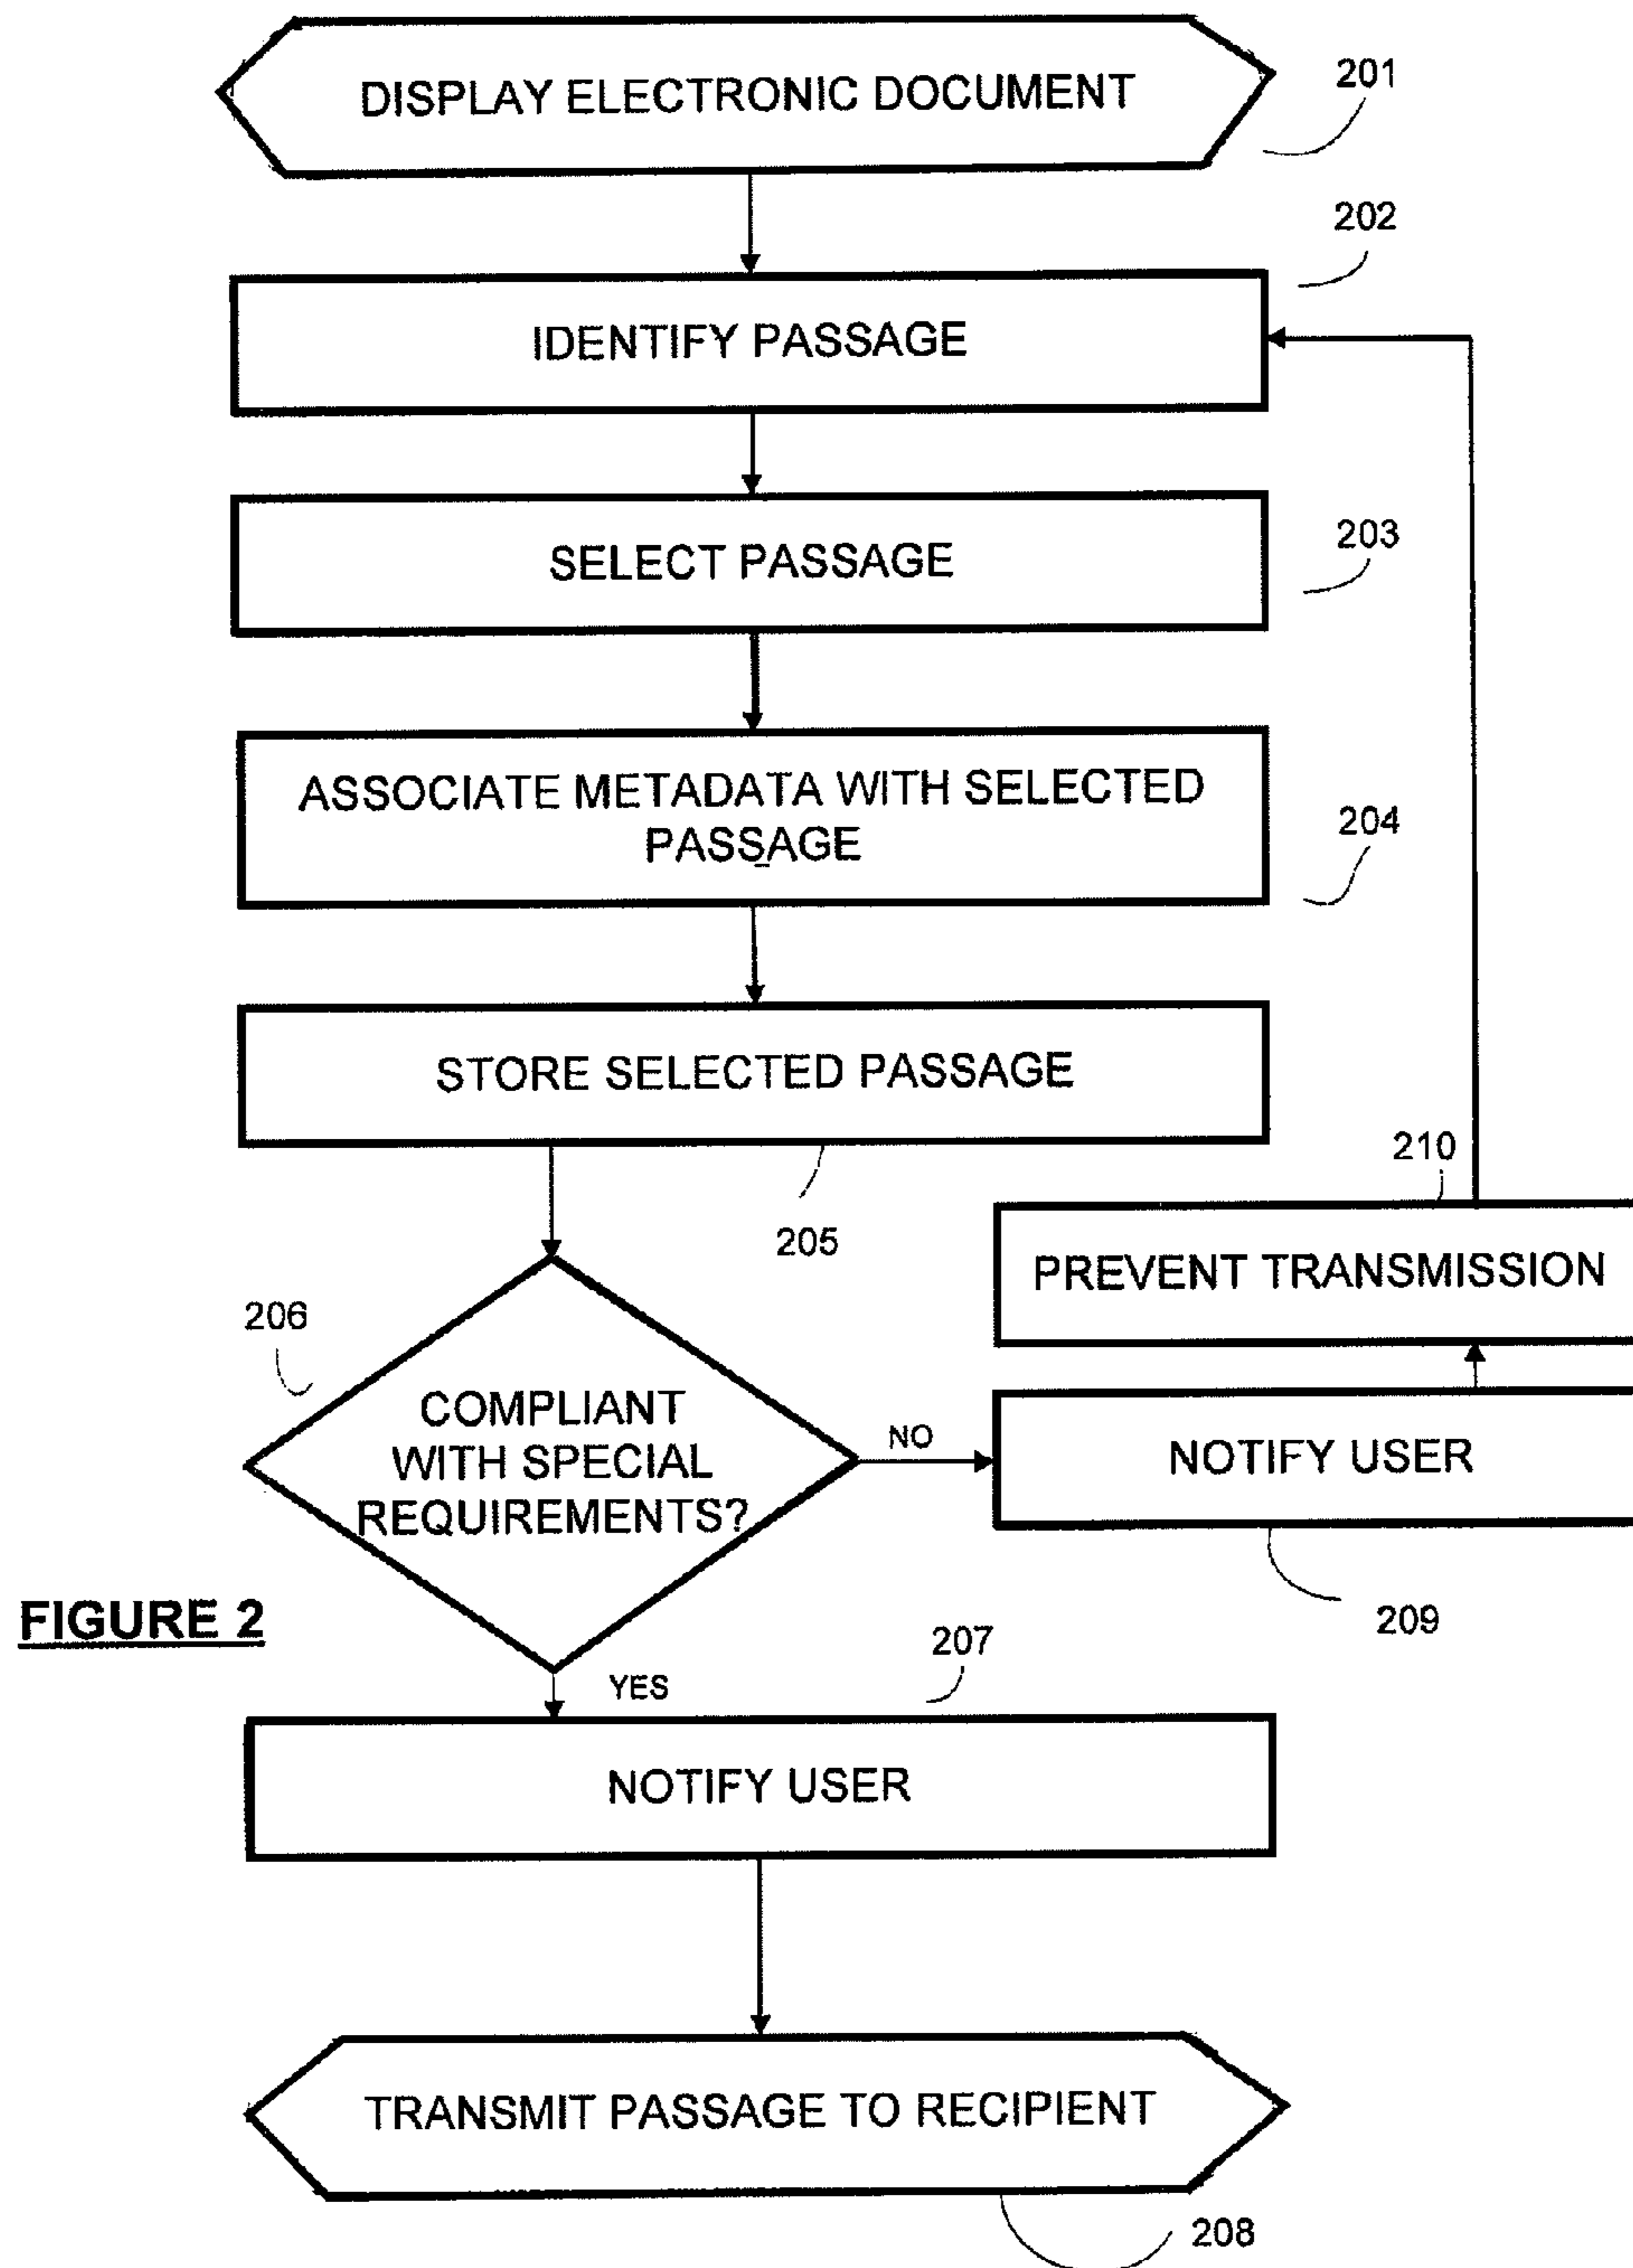 DISPLAY ELECTRONIC DOCUMENT
201
202
IDENTIFY PASSAGE
SELECT PASSAGE
203
ASSOCIATE METADATA WITH SELECTED
PASSAGE
204
STORE SELECTED PASSAGE
205
210
PREVENT TRANSMISSION
206
COMPLIANT
WITH SPECIAL
REQUIREMENTS?
NO
NOTIFY USER
209
FIGURE 2
207
YES
NOTIFY USER
TRANSMIT PASSAGE TO RECIPIENT
208